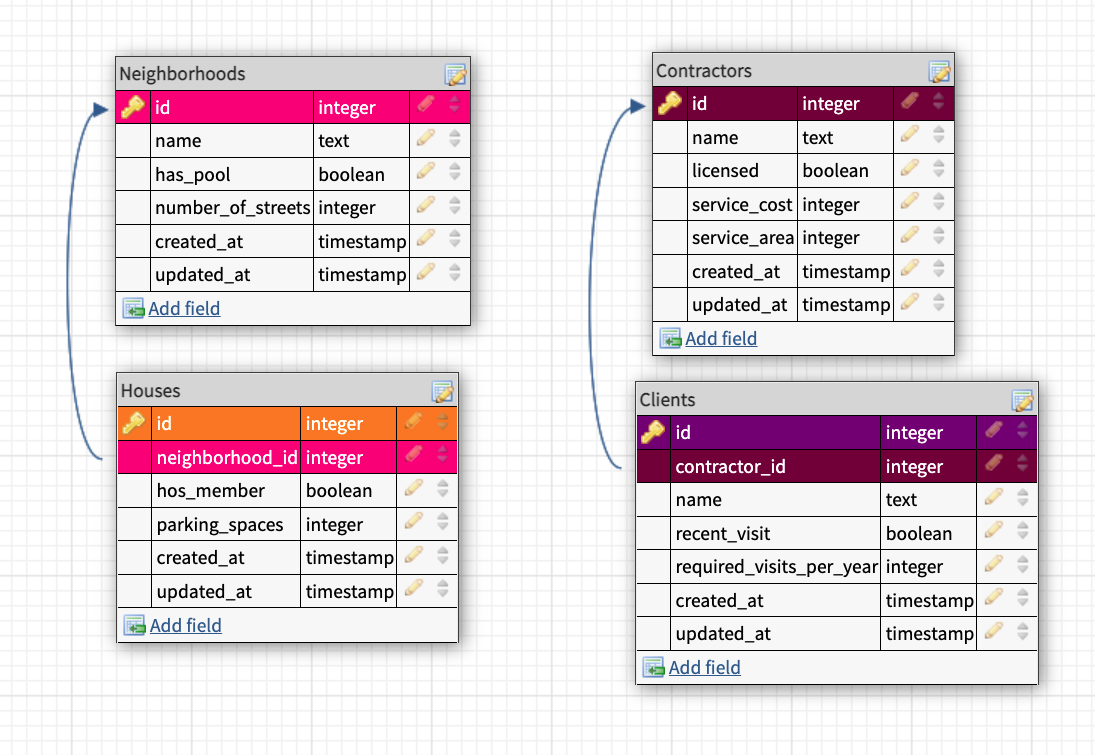 Neighborhoods
id integer
name text
has_pool boolean
number_of_streets integer
created_at timestamp
updated_at timestamp
Add field
Houses
id integer
neighborhood_id integer
hos_member boolean
parking_spaces integer
created_at timestamp
updated_at timestamp
Add field
Contractors
id integer
name text
licensed boolean
service_cost integer
service_area integer
created_at timestamp
updated_at timestamp
Add field
Clients
id integer
contractor_id integer
name text
recent_visit boolean
required_visits_per_year integer
created_at timestamp
updated_at timestamp
Add field